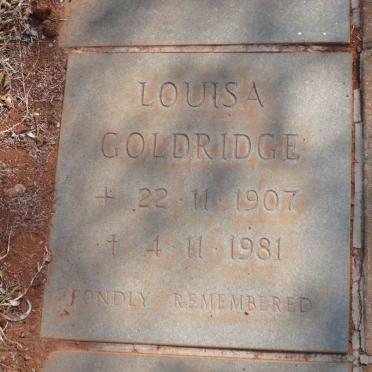 LOUISA
GOLDRIDGE
+ 22·11·1907
† 4·11·1981
FONDLY REMEMBERED